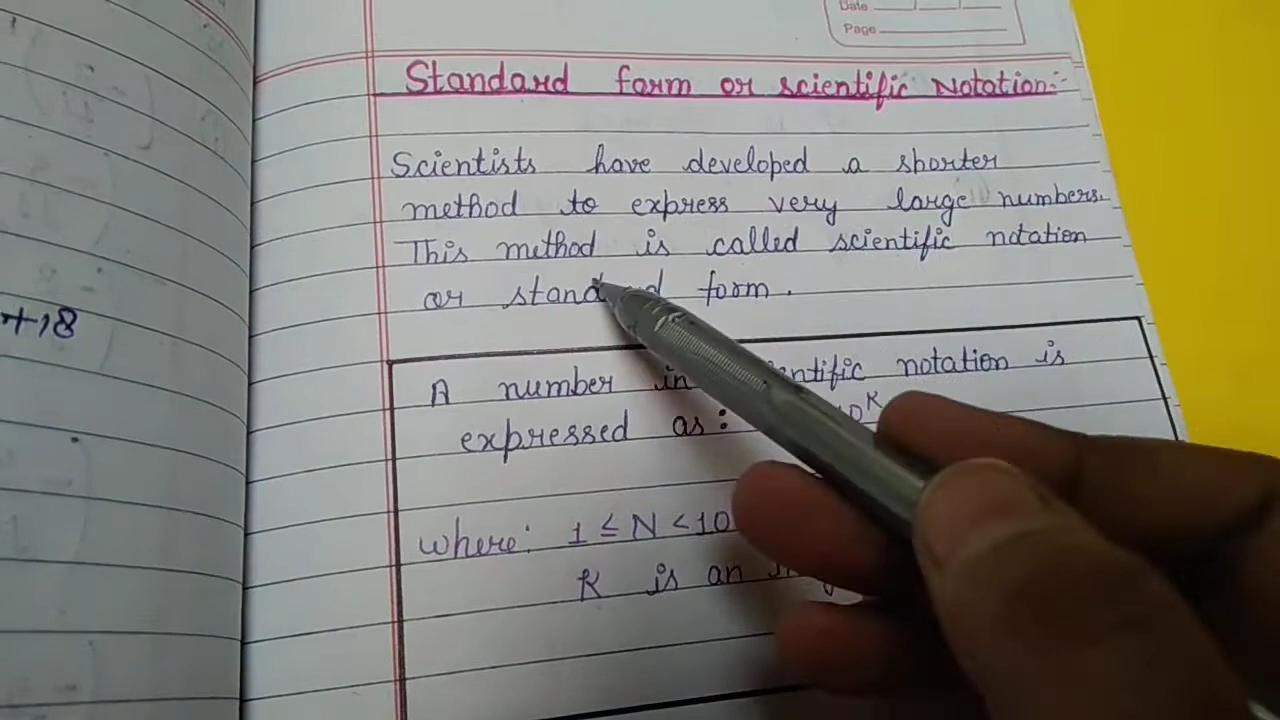 Date
Page
Standard form or scientific Notation:-
Scientists have developed a shorter
method to express very large numbers.
This method is called scientific notation
or form.
A number in notation is
expressed as:
where: 1 ≤ N < 10
K is an
+18